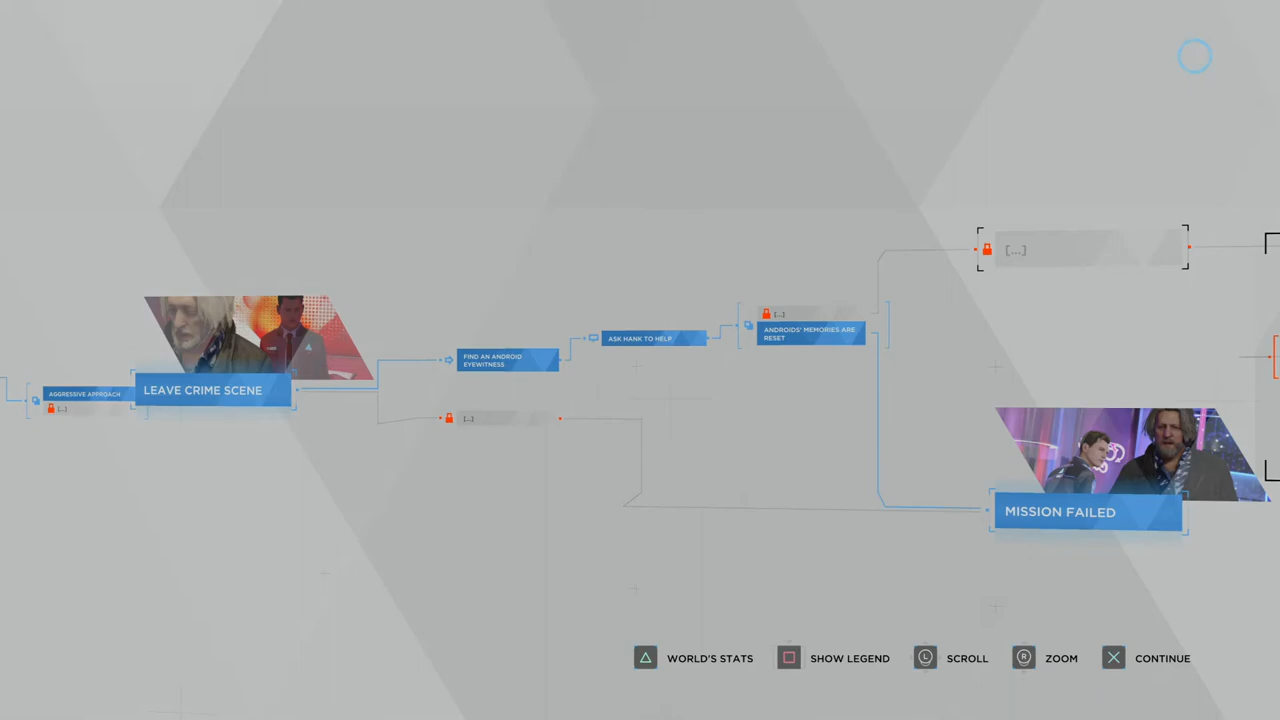 [...]
AGGRESSIVE APPROACH
[...]
LEAVE CRIME SCENE
FIND AN ANDROID
EYEWITNESS
[...]
ASK HANK TO HELP
[...]
ANDROIDS' MEMORIES ARE
RESET
MISSION FAILED
WORLD'S STATS
SHOW LEGEND
L
SCROLL
R
ZOOM
CONTINUE